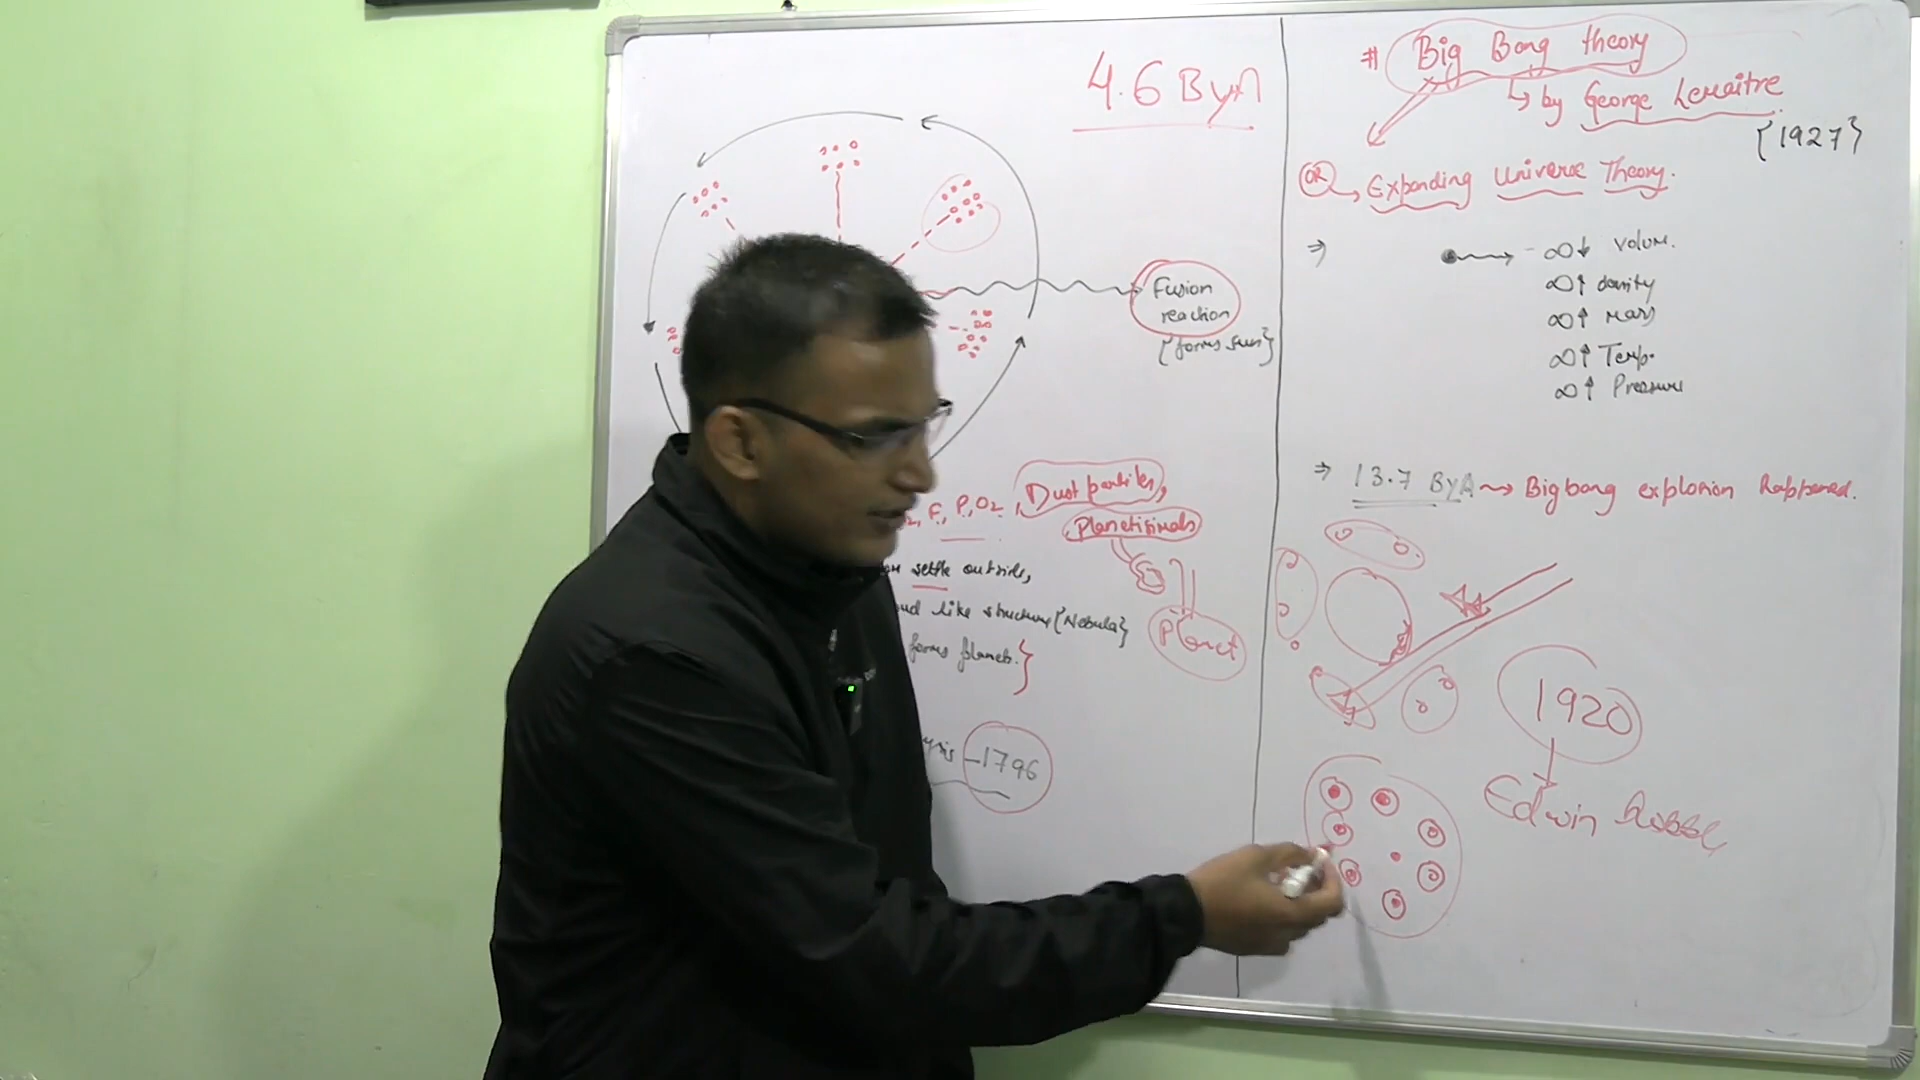 4.6 ByA
Fusion
reaction
{forms sun}
F, P, O2, Dust particles,
Planetisimals
settle outside,
like structure {Nebula}
forms planets.}
Planet
1796
# Big Bang theory
↳ by George Lemaitre
{1927}
OR → Expanding Universe Theory.
⇒ → ∞↓ volum.
∞↑ density
∞↑ mass
∞↑ Temp.
∞↑ Pressure
⇒ 13.7 ByA → Big bang explosion happened.
1920
Edwin Hubble